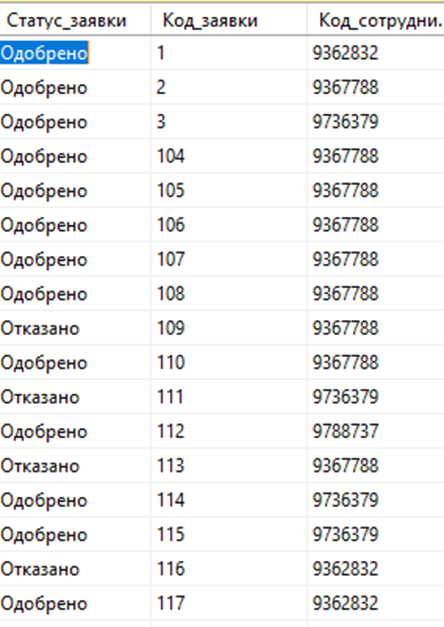 Статус_заявки Код_заявки Код_сотрудни...
Одобрено 1 9362832
Одобрено 2 9367788
Одобрено 3 9736379
Одобрено 104 9367788
Одобрено 105 9367788
Одобрено 106 9367788
Одобрено 107 9367788
Одобрено 108 9367788
Отказано 109 9367788
Одобрено 110 9367788
Отказано 111 9736379
Одобрено 112 9788737
Отказано 113 9367788
Одобрено 114 9736379
Одобрено 115 9736379
Отказано 116 9362832
Одобрено 117 9362832